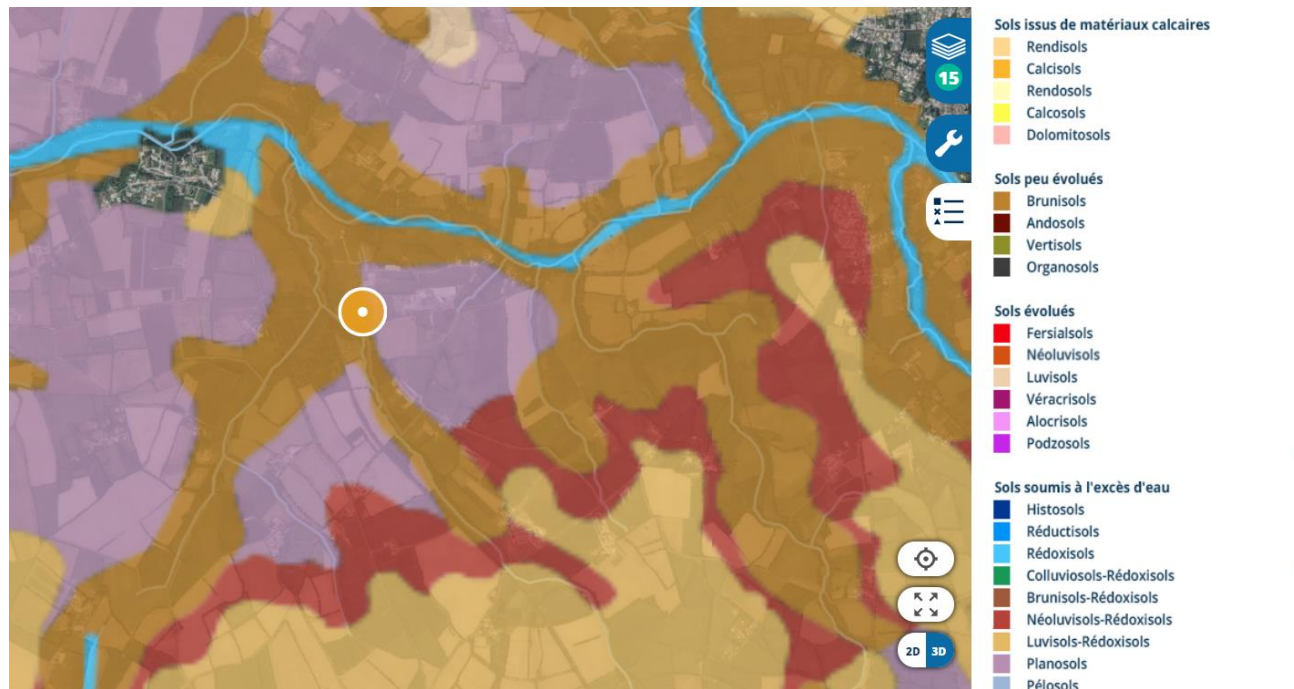 15
2D 3D
Sols issus de matériaux calcaires
Rendisols
Calcisols
Rendosols
Calcosols
Dolomitosols
Sols peu évolués
Brunisols
Andosols
Vertisols
Organosols
Sols évolués
Fersialsols
Néoluvisols
Luvisols
Véracrisols
Alocrisols
Podzosols
Sols soumis à l'excès d'eau
Histosols
Réductisols
Rédoxisols
Colluviosols-Rédoxisols
Brunisols-Rédoxisols
Néoluvisols-Rédoxisols
Luvisols-Rédoxisols
Planosols
Pélosols